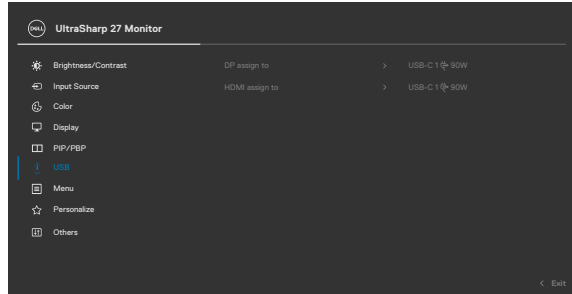 DELL UltraSharp 27 Monitor
Brightness/Contrast DP assign to > USB-C 1 90W
Input Source HDMI assign to > USB-C 1 90W
Color
Display
PIP/PBP
USB
Menu
Personalize
Others
< Exit